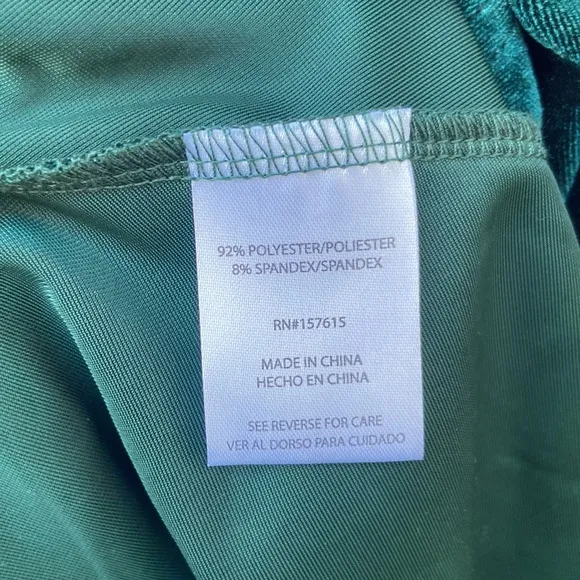 92% POLYESTER/POLIESTER
8% SPANDEX/SPANDEX
RN#157615
MADE IN CHINA
HECHO EN CHINA
SEE REVERSE FOR CARE
VER AL DORSO PARA CUIDADO